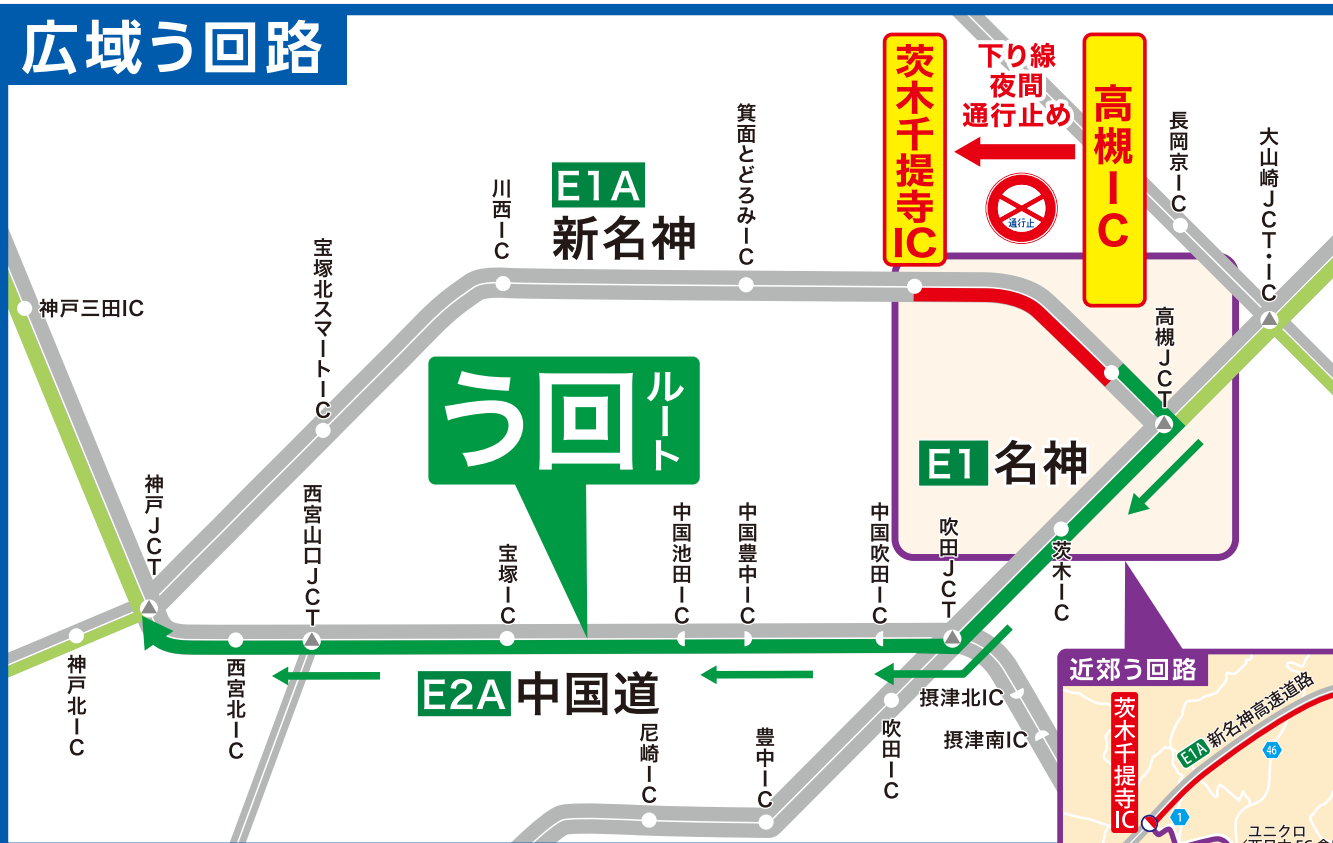 広域う回路
茨木千提寺IC
下り線
夜間
通行止め
高槻IC
通行止
長岡京IC
大山崎JCT・IC
E1A
新名神
川西IC
箕面とどろみIC
宝塚北スマートIC
神戸三田IC
高槻JCT
う回ルート
E1 名神
神戸JCT
西宮山口JCT
宝塚IC
中国池田IC
中国豊中IC
中国吹田IC
吹田JCT
茨木IC
神戸北IC
西宮北IC
E2A 中国道
尼崎IC
豊中IC
吹田IC
摂津北IC
摂津南IC
近郊う回路
茨木千提寺IC
E1A 新名神高速道路
46
1
ユニクロ